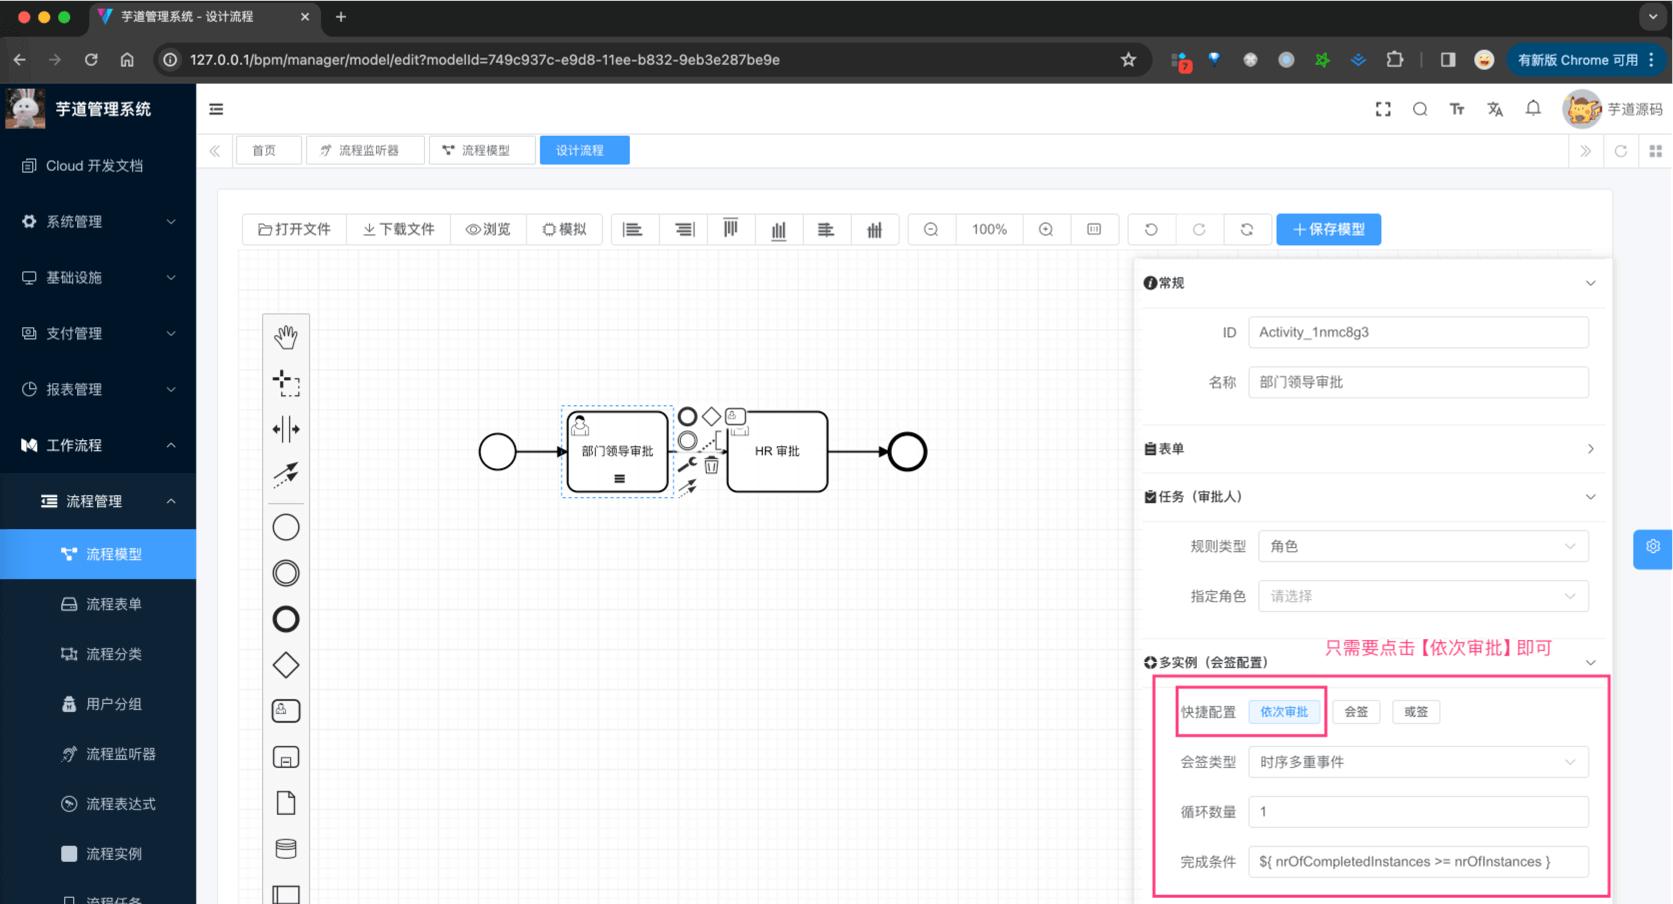 芋道管理系统 - 设计流程
127.0.0.1/bpm/manager/model/edit?modelId=749c937c-e9d8-11ee-b832-9eb3e287be9e
7
有新版 Chrome 可用
芋道管理系统
芋道源码
首页
流程监听器
流程模型
设计流程
Cloud 开发文档
系统管理
基础设施
支付管理
报表管理
工作流程
流程管理
流程模型
流程表单
流程分类
用户分组
流程监听器
流程表达式
流程实例
流程任务
打开文件
下载文件
浏览
模拟
100%
保存模型
部门领导审批
HR 审批
常规
ID
Activity_1nmc8g3
名称
部门领导审批
表单
任务（审批人）
规则类型
角色
指定角色
请选择
只需要点击【依次审批】即可
多实例（会签配置）
快捷配置
依次审批
会签
或签
会签类型
时序多重事件
循环数量
1
完成条件
${ nrOfCompletedInstances >= nrOfInstances }